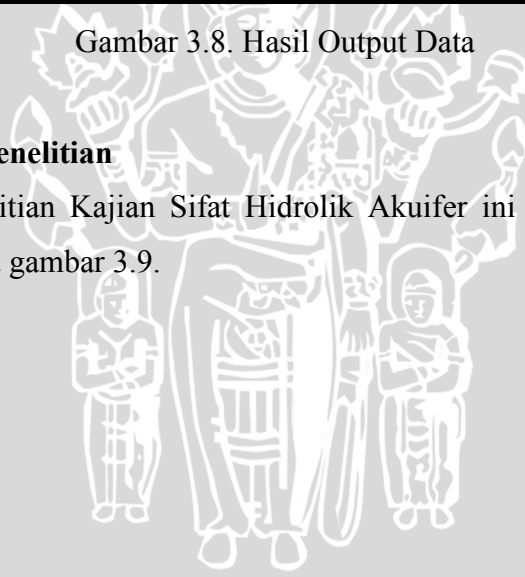 Gambar 3.8. Hasil Output Data
enelitian
itian Kajian Sifat Hidrolik Akuifer ini
gambar 3.9.